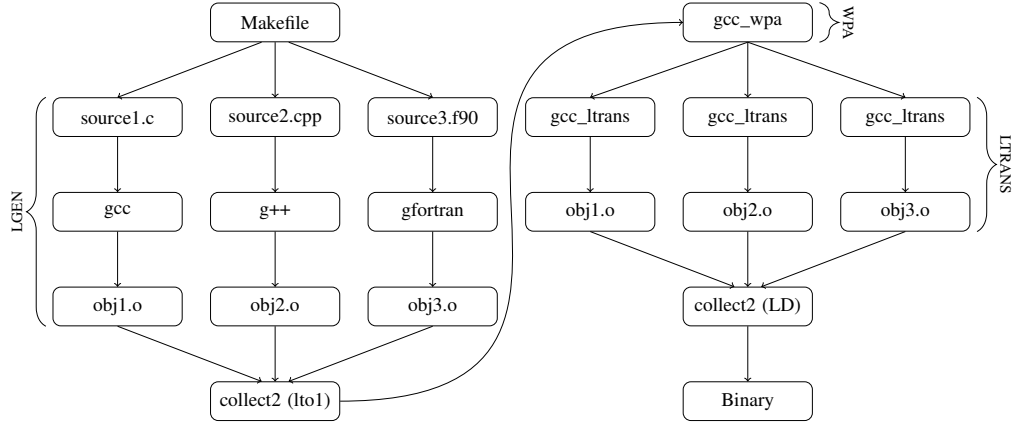 Makefile
source1.c
source2.cpp
source3.f90
gcc
g++
gfortran
LGEN
obj1.o
obj2.o
obj3.o
collect2 (lto1)
gcc_wpa
WPA
gcc_ltrans
gcc_ltrans
gcc_ltrans
LTRANS
obj1.o
obj2.o
obj3.o
collect2 (LD)
Binary